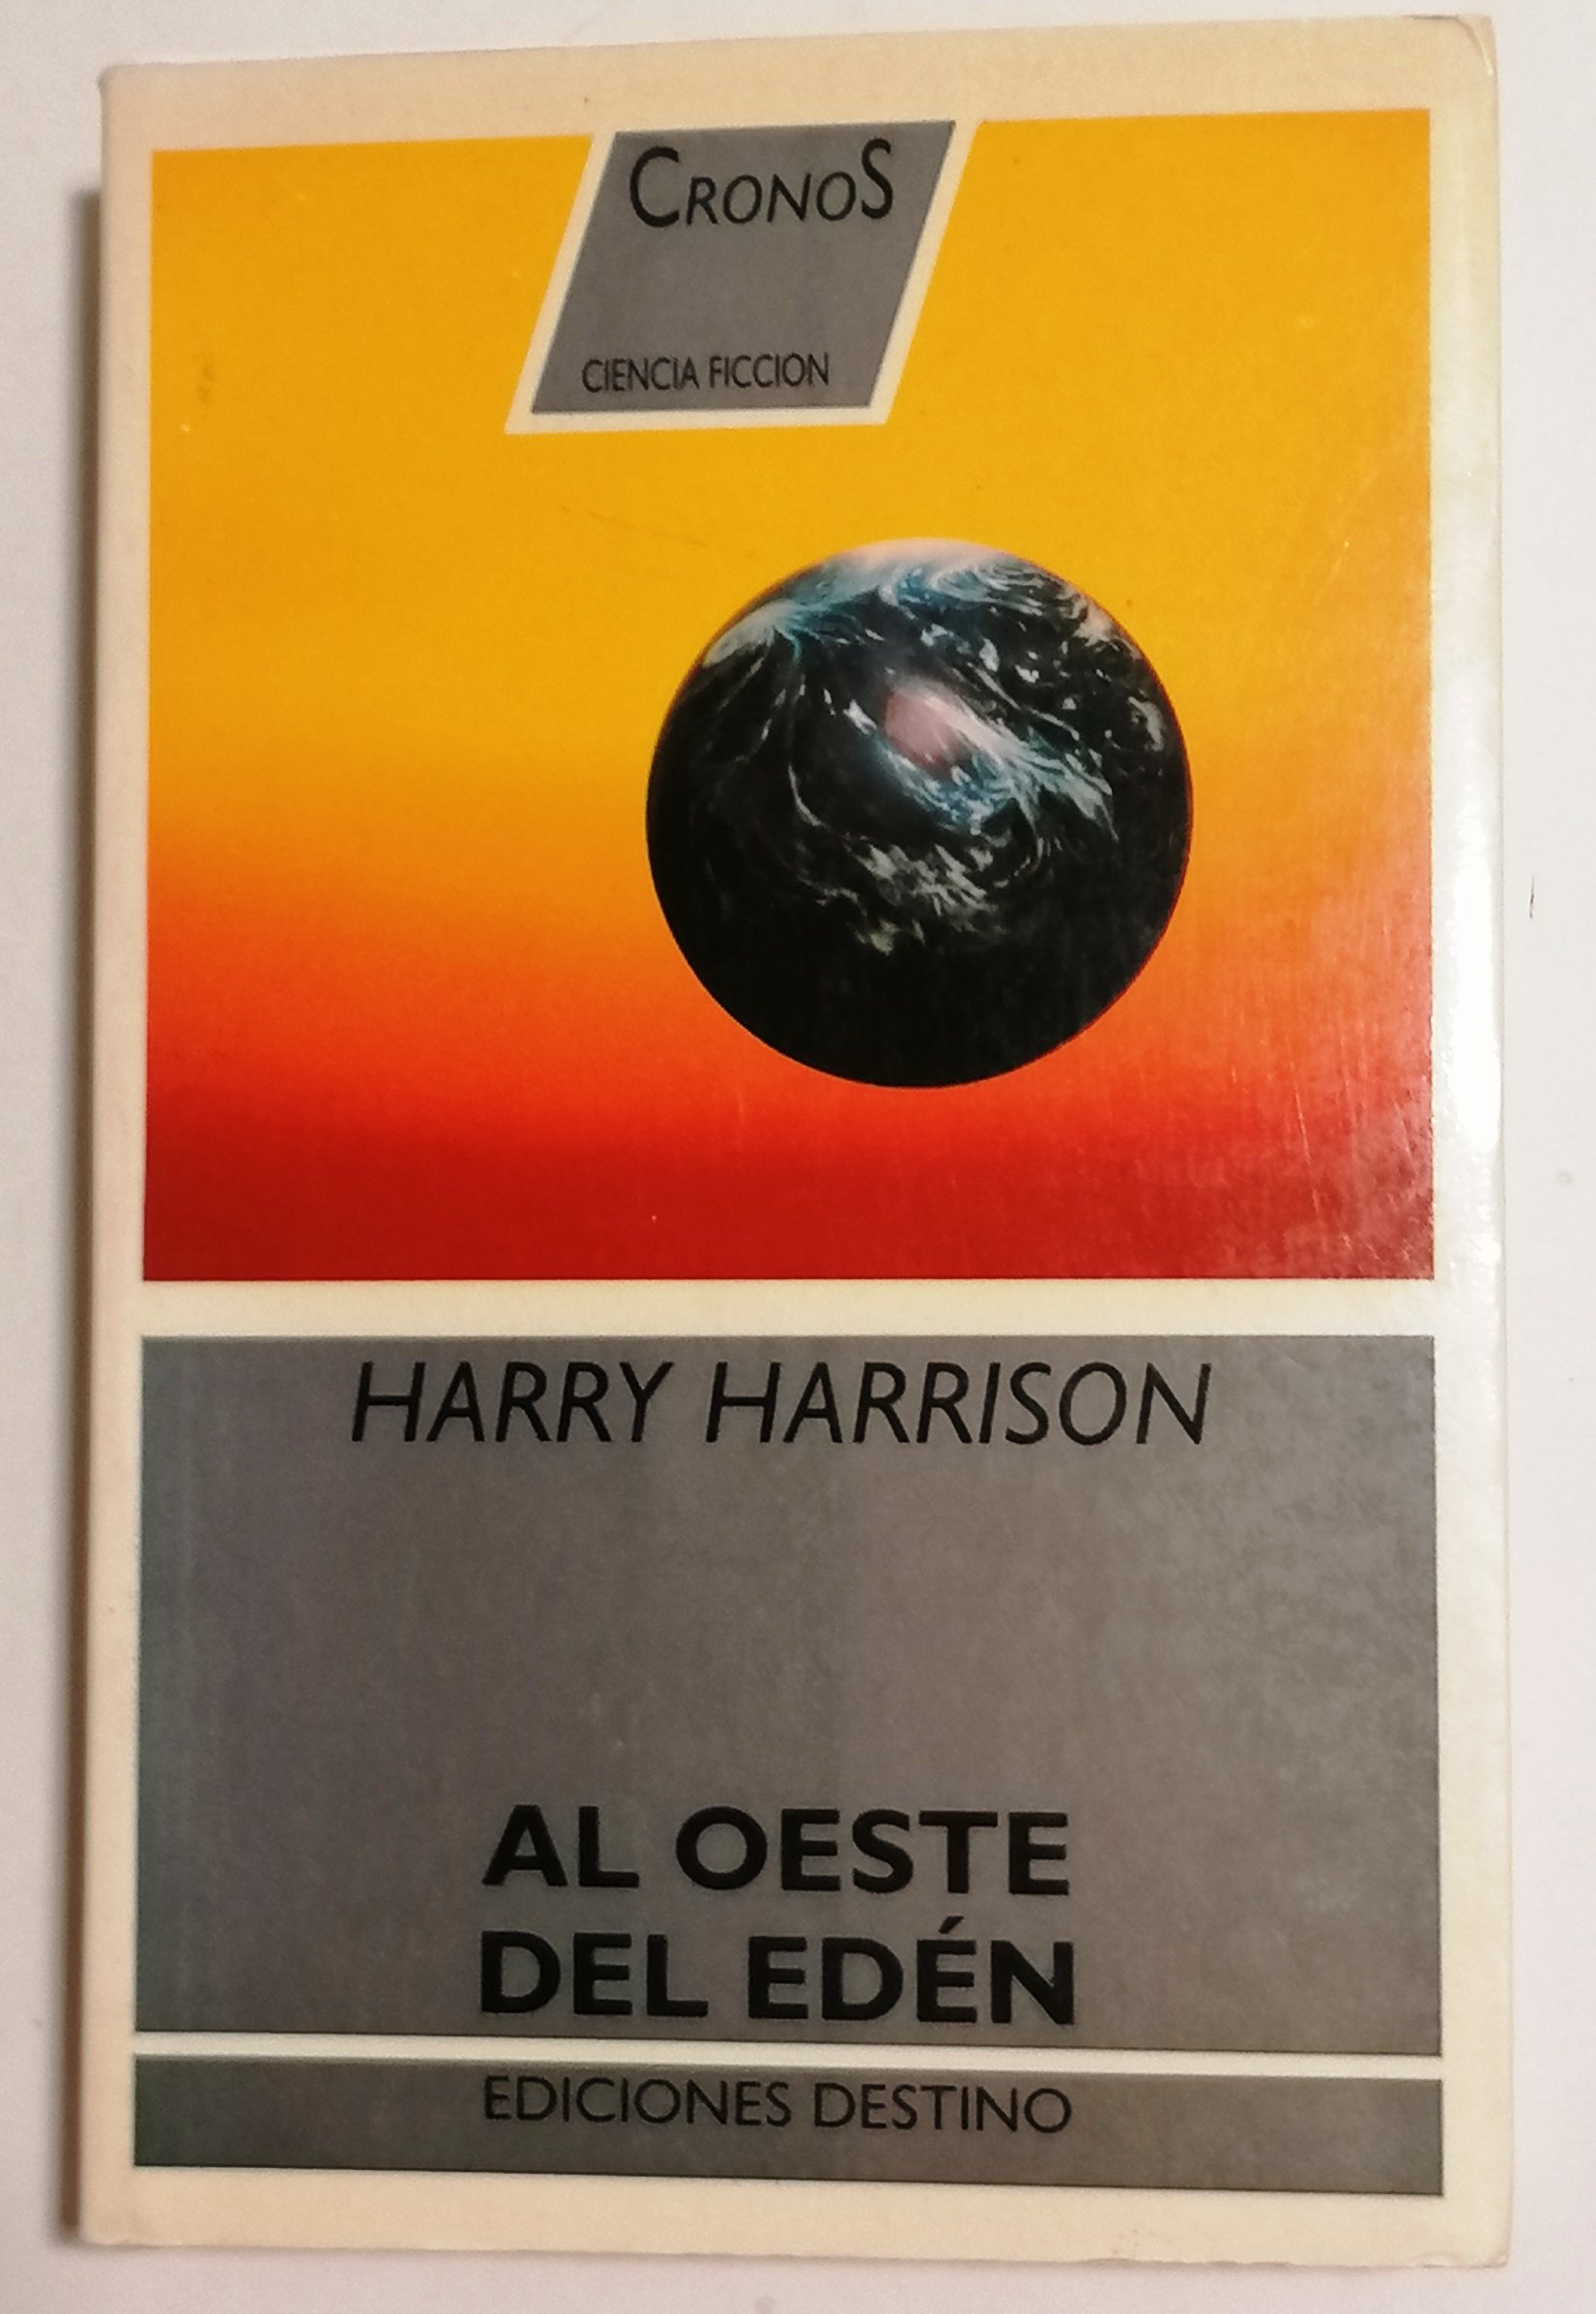 CRONOS
CIENCIA FICCION
HARRY HARRISON
AL OESTE
DEL EDÉN
EDICIONES DESTINO